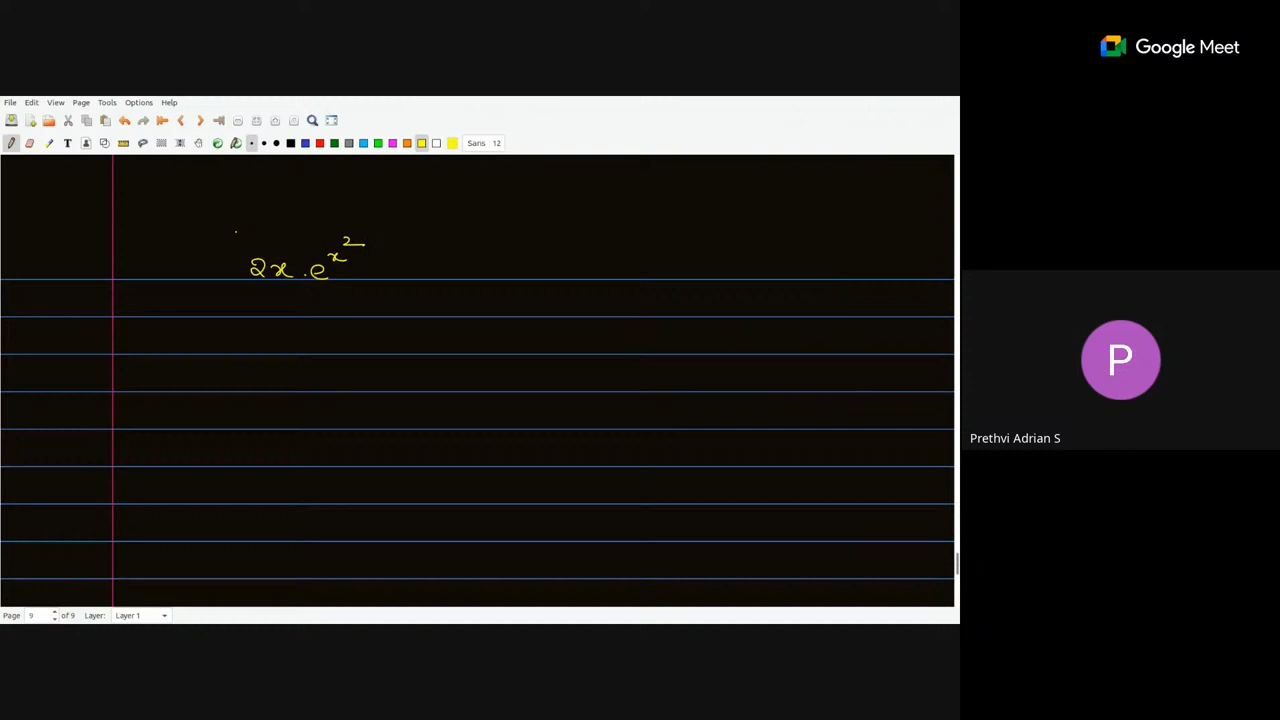 Google Meet
File Edit View Page Tools Options Help
T Sans 12
2x . e^x^2
P
Prethvi Adrian S
Page 9 of 9 Layer: Layer 1